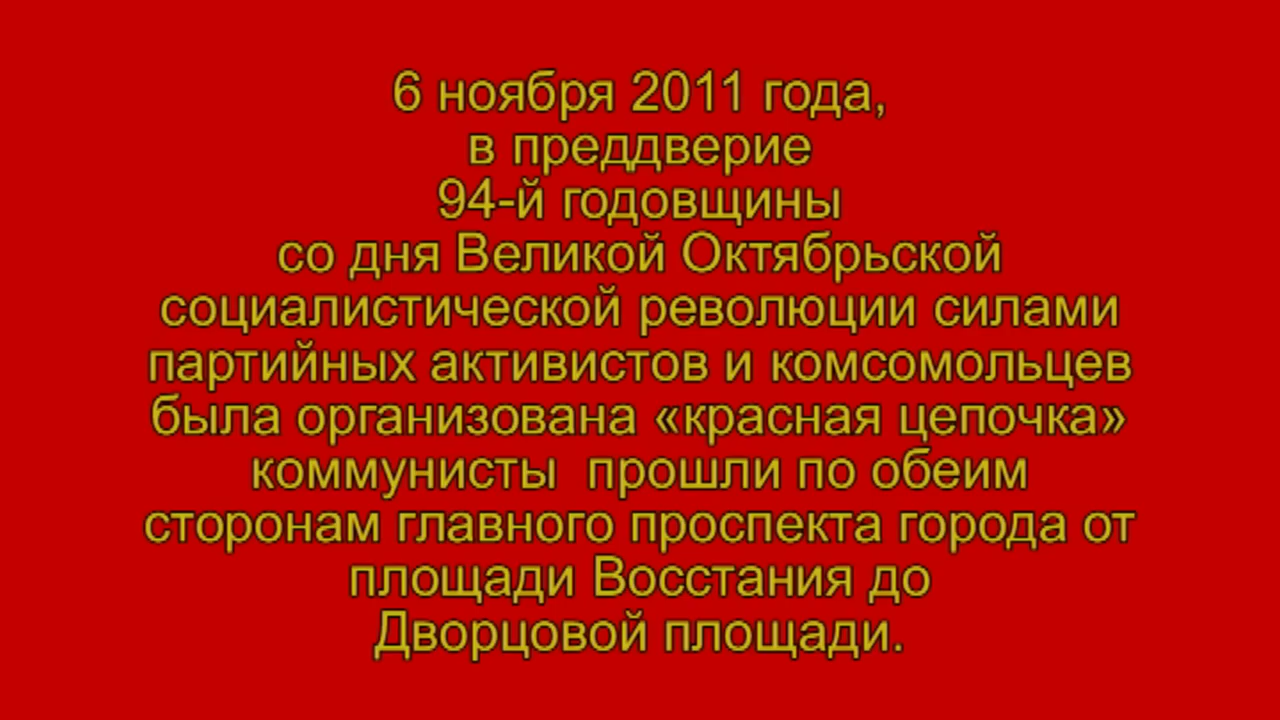 6 ноября 2011 года,
в преддверие
94-й годовщины
со дня Великой Октябрьской
социалистической революции силами
партийных активистов и комсомольцев
была организована «красная цепочка»
коммунисты  прошли по обеим
сторонам главного проспекта города от
площади Восстания до
Дворцовой площади.